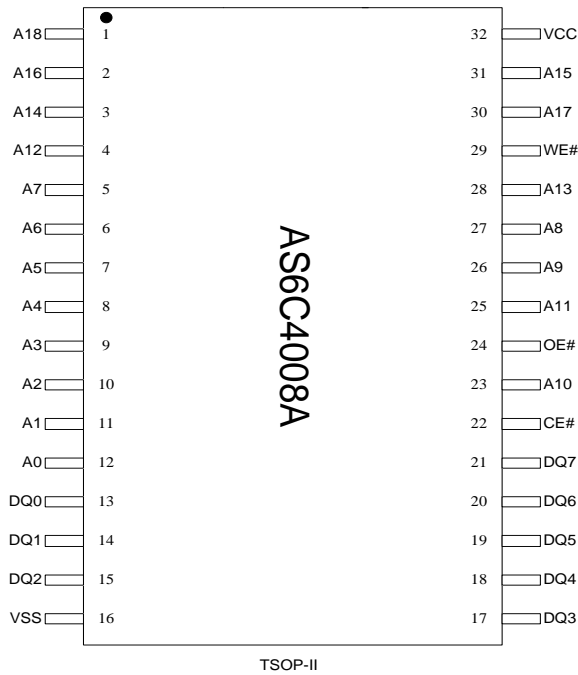 A18 1 32 VCC
A16 2 31 A15
A14 3 30 A17
A12 4 29 WE#
A7 5 28 A13
A6 6 27 A8
A5 7 26 A9
A4 8 25 A11
A3 9 24 OE#
A2 10 23 A10
A1 11 22 CE#
A0 12 21 DQ7
DQ0 13 20 DQ6
DQ1 14 19 DQ5
DQ2 15 18 DQ4
VSS 16 17 DQ3
AS6C4008A
TSOP-II